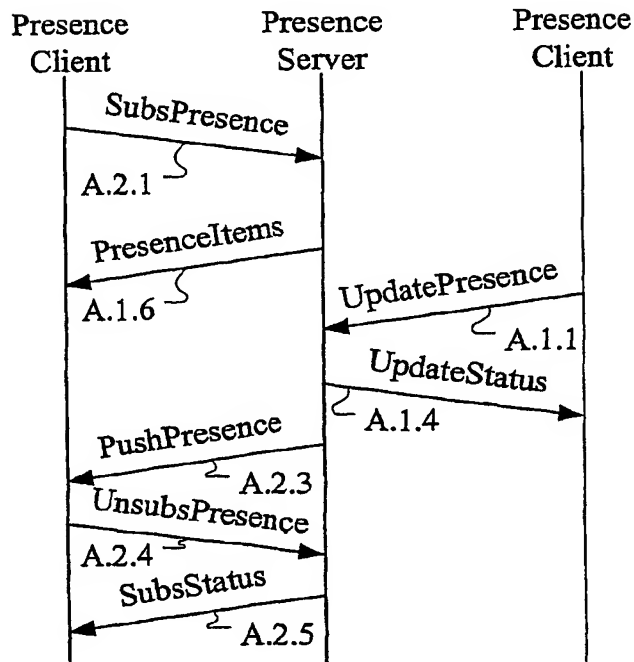 Presence
Client
Presence
Server
Presence
Client
SubsPresence
A.2.1
PresenceItems
A.1.6
UpdatePresence
A.1.1
UpdateStatus
A.1.4
PushPresence
A.2.3
UnsubsPresence
A.2.4
SubsStatus
A.2.5